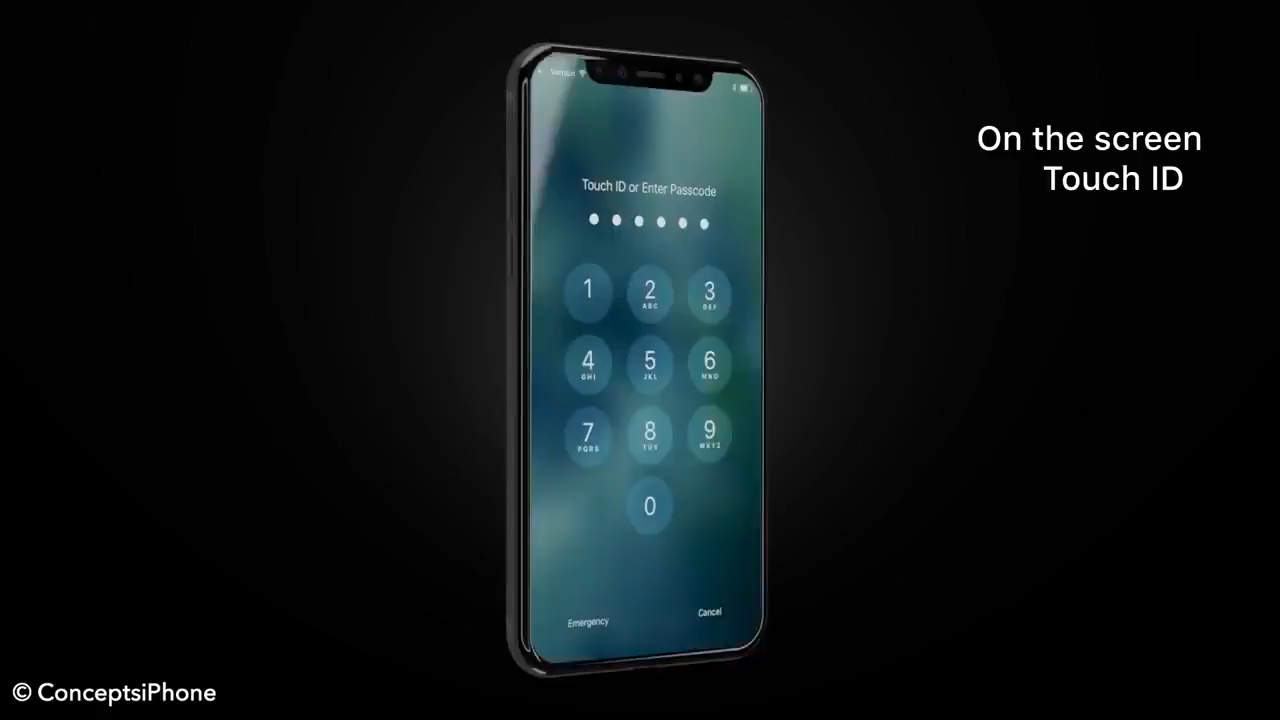 Verizon
On the screen
Touch ID
Touch ID or Enter Passcode
1
2
3
ABC
DEF
4
5
6
GHI
JKL
MNO
7
8
9
PQRS
TUV
WXYZ
0
Emergency
Cancel
© ConceptsiPhone